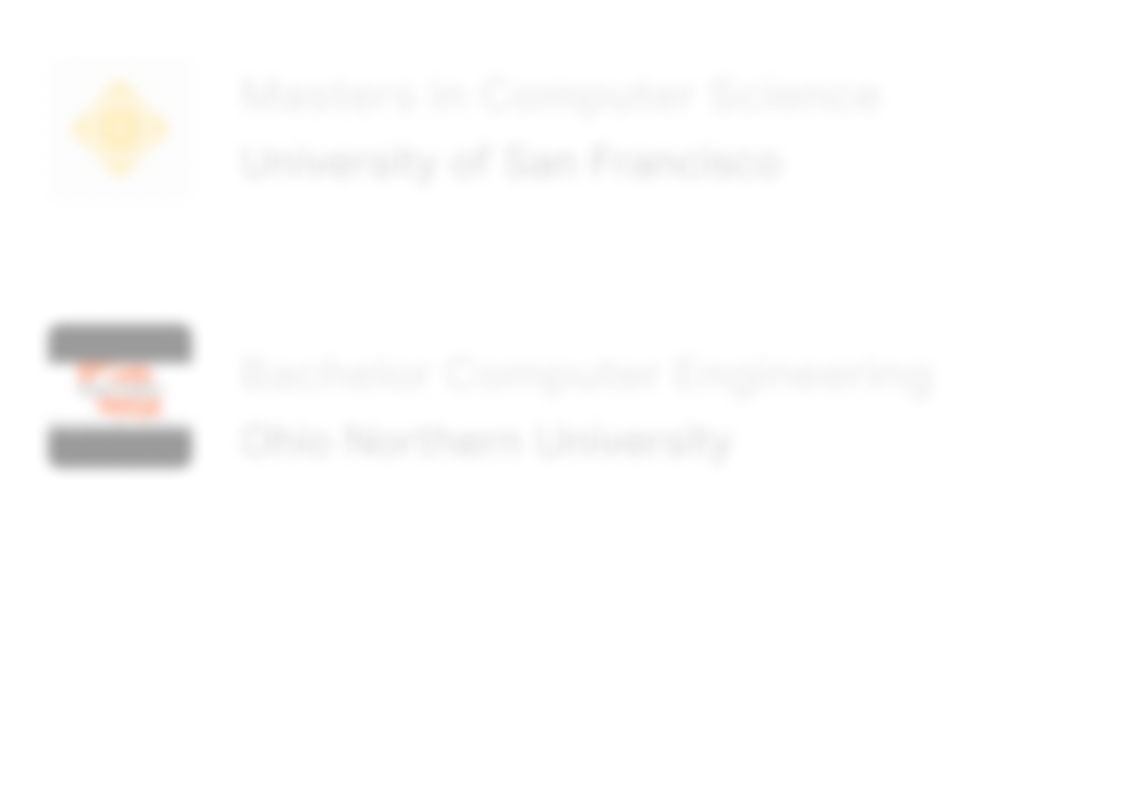 Masters in Computer Science
University of San Francisco
Bachelor Computer Engineering
Ohio Northern University